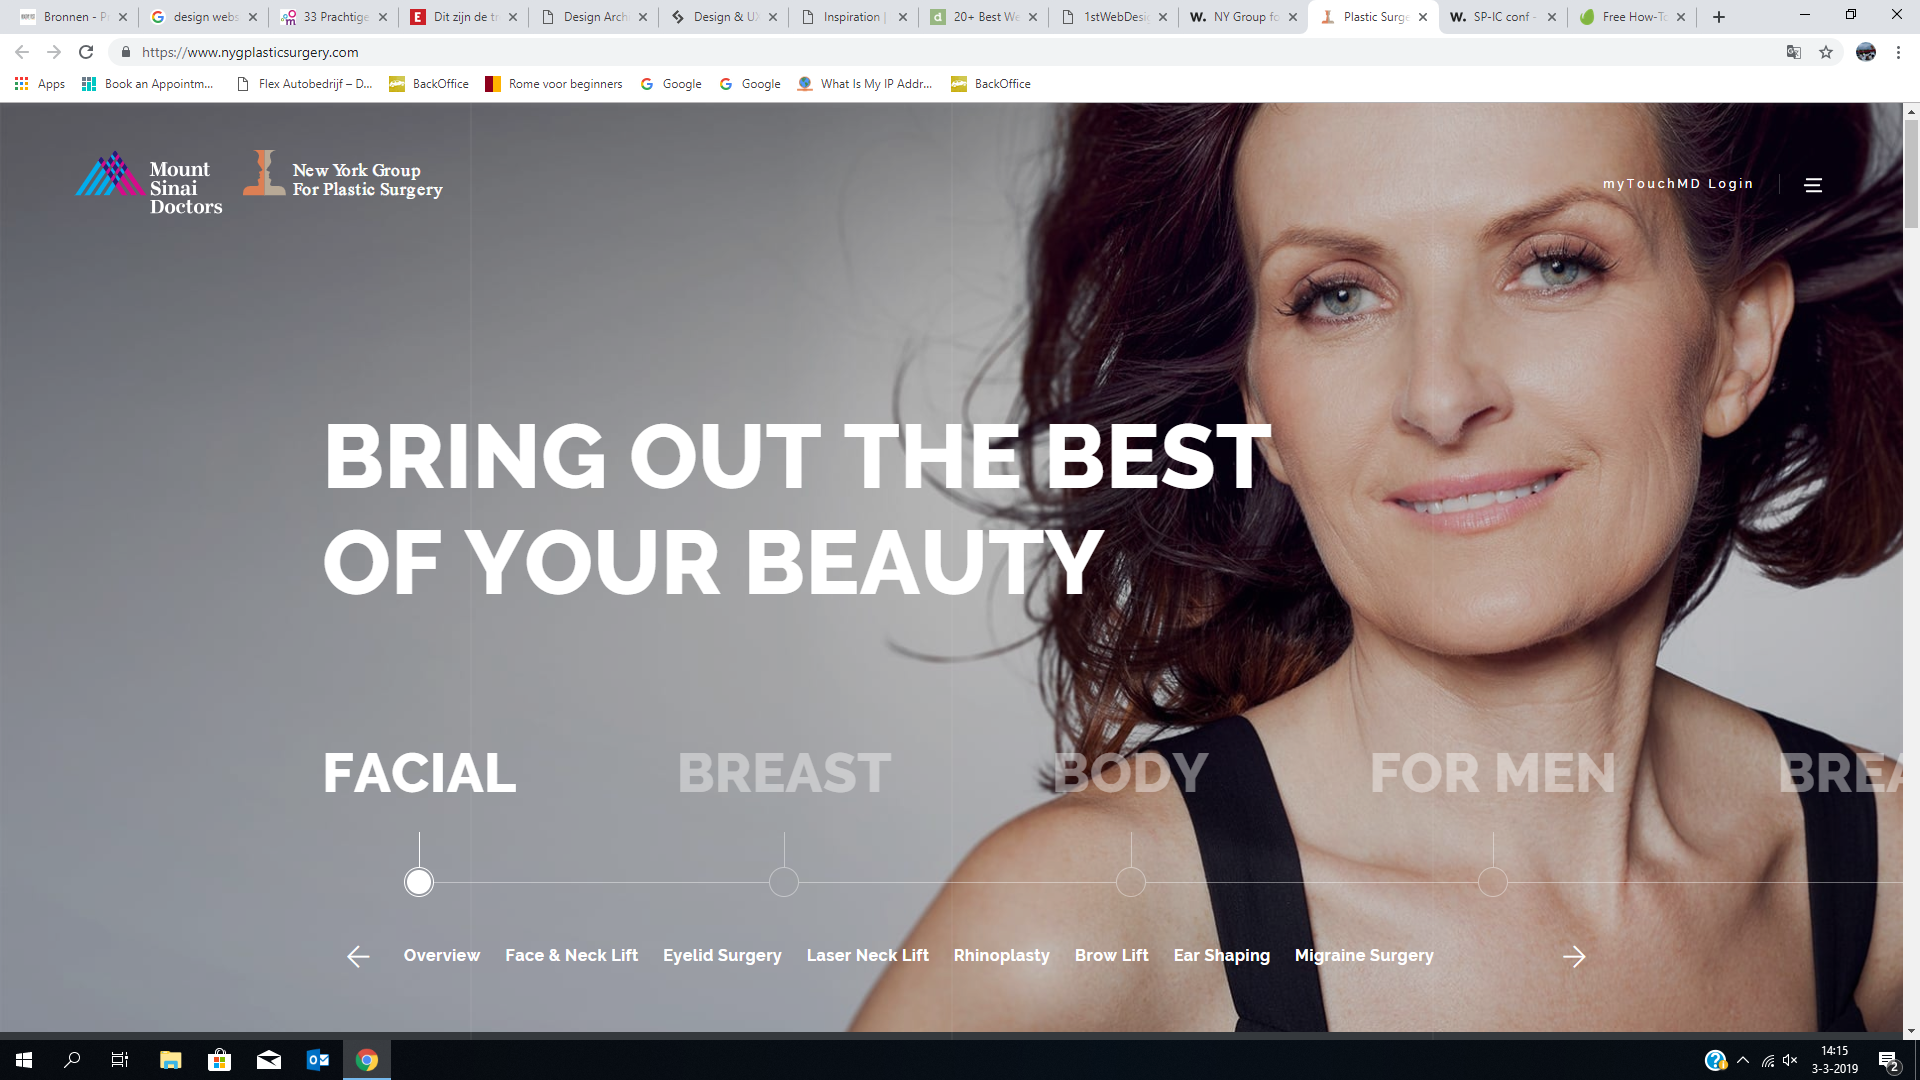 Bronnen - P
design webs
33 Prachtige
Dit zijn de tr
Design Archi
Design & UX
Inspiration |
20+ Best We
1stWebDesig
NY Group fo
Plastic Surge
SP-IC conf -
Free How-To
https://www.nygplasticsurgery.com
Apps
Book an Appointm...
Flex Autobedrijf – D...
BackOffice
Rome voor beginners
Google
Google
What Is My IP Addr...
BackOffice
Mount
Sinai
Doctors
New York Group
For Plastic Surgery
myTouchMD Login
BRING OUT THE BEST
OF YOUR BEAUTY
FACIAL BREAST BODY FOR MEN BREA
Overview Face & Neck Lift Eyelid Surgery Laser Neck Lift Rhinoplasty Brow Lift Ear Shaping Migraine Surgery
14:15
3-3-2019
2